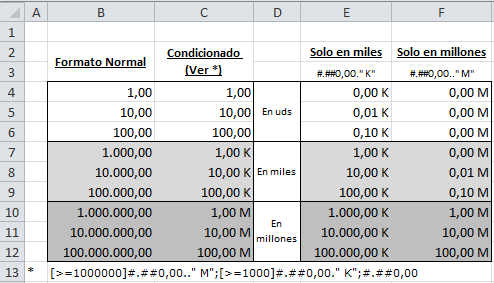 B C D E F
1
2 Formato Normal Condicionado Solo en miles Solo en millones
3 (Ver *) #.##0,00." K" #.##0,00.." M"
4 1,00 1,00 0,00 K 0,00 M
5 10,00 10,00 En uds 0,01 K 0,00 M
6 100,00 100,00 0,10 K 0,00 M
7 1.000,00 1,00 K 1,00 K 0,00 M
8 10.000,00 10,00 K En miles 10,00 K 0,01 M
9 100.000,00 100,00 K 100,00 K 0,10 M
10 1.000.000,00 1,00 M En 1.000,00 K 1,00 M
11 10.000.000,00 10,00 M millones 10.000,00 K 10,00 M
12 100.000.000,00 100,00 M 100.000,00 K 100,00 M
13 * [>=1000000]#.##0,00.." M";[>=1000]#.##0,00." K";#.##0,00